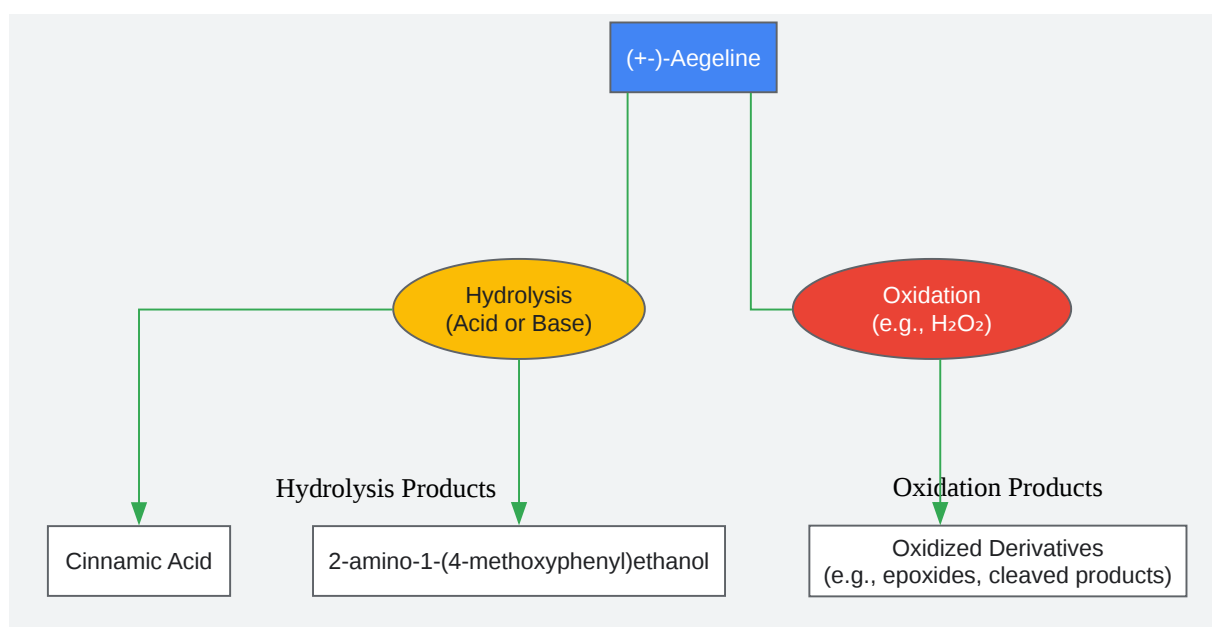 (+-)-Aegeline
Hydrolysis
(Acid or Base)
Oxidation
(e.g., H₂O₂)
Hydrolysis Products
Oxidation Products
Cinnamic Acid
2-amino-1-(4-methoxyphenyl)ethanol
Oxidized Derivatives
(e.g., epoxides, cleaved products)